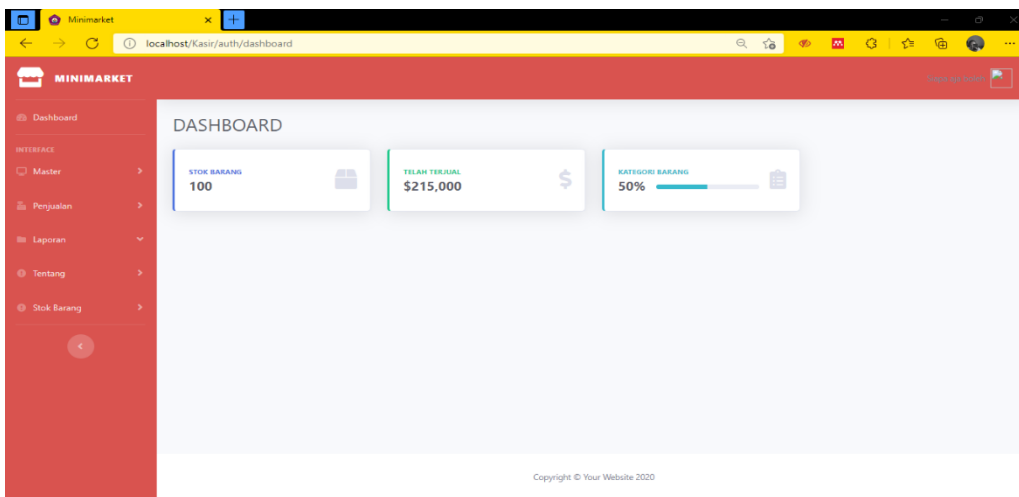 Minimarket
localhost/Kasir/auth/dashboard
MINIMARKET
Dashboard
DASHBOARD
INTERFACE
Master
Penjualan
Laporan
Tentang
Stok Barang
STOK BARANG
100
TELAH TERJUAL
$215,000
KATEGORI BARANG
50%
Copyright © Your Website 2020